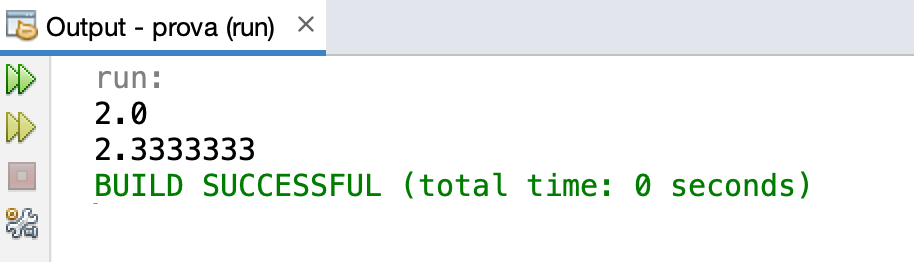 Output - prova (run) ×
run:
2.0
2.3333333
BUILD SUCCESSFUL (total time: 0 seconds)